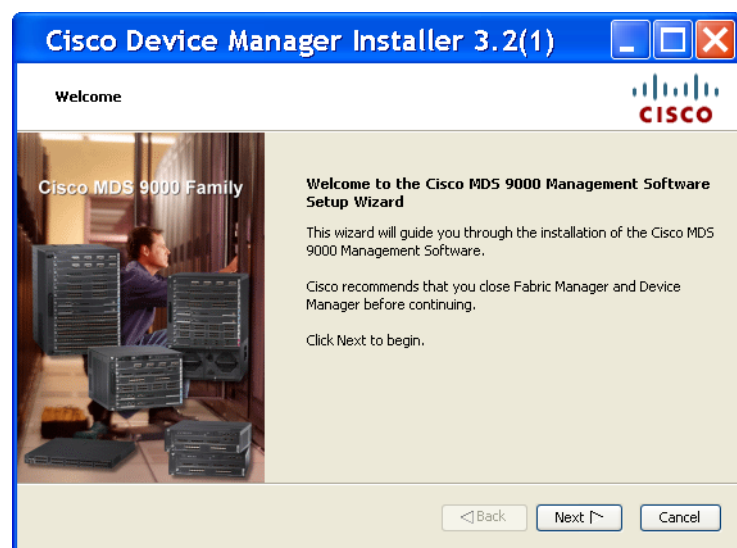 Cisco Device Manager Installer 3.2(1)
Welcome
CISCO
Cisco MDS 9000 Family
Welcome to the Cisco MDS 9000 Management Software
Setup Wizard
This wizard will guide you through the installation of the Cisco MDS
9000 Management Software.
Cisco recommends that you close Fabric Manager and Device
Manager before continuing.
Click Next to begin.
Back
Next
Cancel